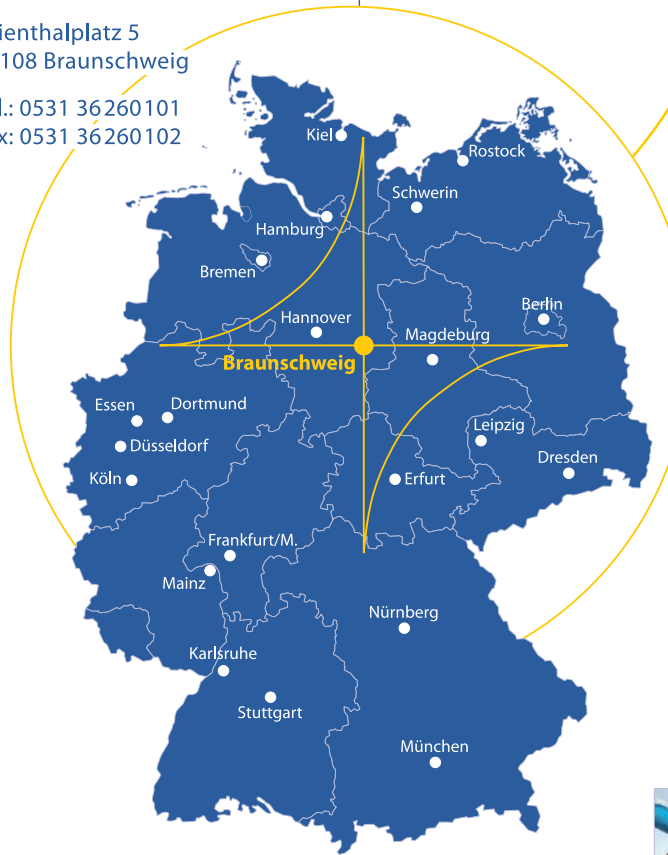 ienthalplatz 5
108 Braunschweig
l.: 0531 36260101
x: 0531 36260102
Kiel
Rostock
Schwerin
Hamburg
Bremen
Berlin
Hannover
Magdeburg
Braunschweig
Essen
Dortmund
Leipzig
Düsseldorf
Dresden
Köln
Erfurt
Frankfurt/M.
Mainz
Nürnberg
Karlsruhe
Stuttgart
München